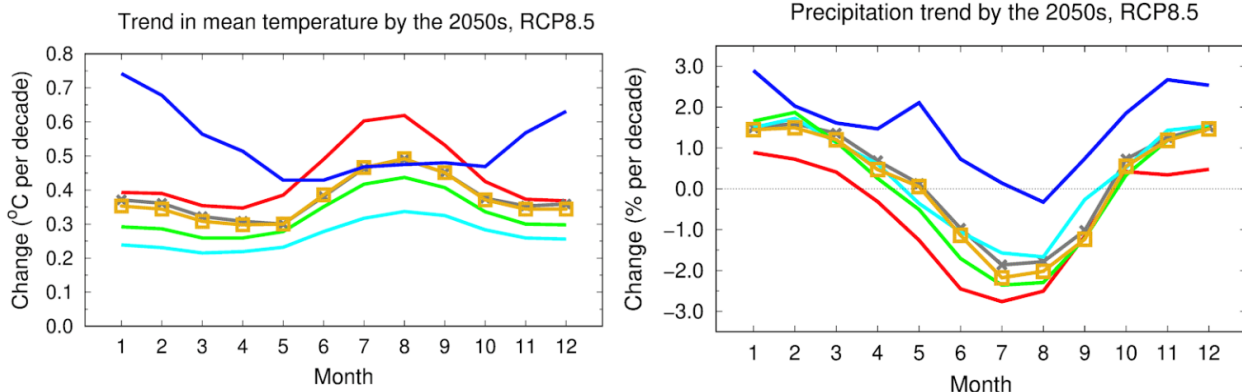 Trend in mean temperature by the 2050s, RCP8.5
Change (°C per decade)
0.8
0.7
0.6
0.5
0.4
0.3
0.2
0.1
0.0
1 2 3 4 5 6 7 8 9 10 11 12
Month
Precipitation trend by the 2050s, RCP8.5
Change (% per decade)
3.0
2.0
1.0
0.0
-1.0
-2.0
-3.0
1 2 3 4 5 6 7 8 9 10 11 12
Month